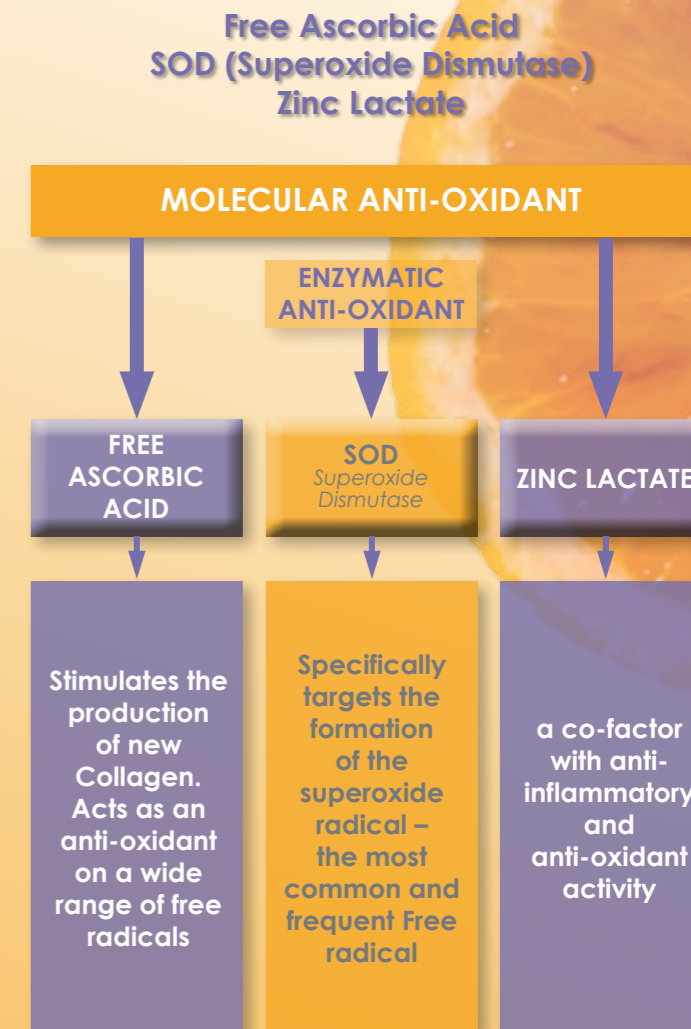 Free Ascorbic Acid
SOD (Superoxide Dismutase)
Zinc Lactate
MOLECULAR ANTI-OXIDANT
ENZYMATIC
ANTI-OXIDANT
FREE
ASCORBIC
ACID
SOD
Superoxide
Dismutase
ZINC LACTATE
Stimulates the
production
of new
Collagen.
Acts as an
anti-oxidant
on a wide
range of free
radicals
Specifically
targets the
formation
of the
superoxide
radical –
the most
common and
frequent Free
radical
a co-factor
with anti-
inflammatory
and
anti-oxidant
activity